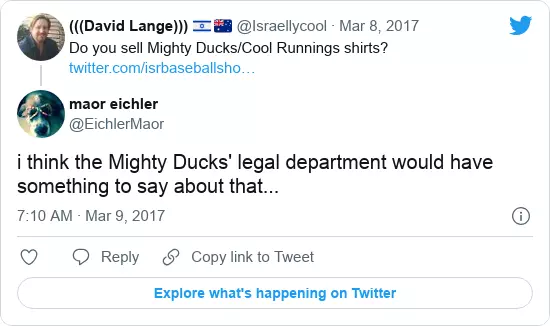 (((David Lange))) 🇮🇱 🇦🇺 @Israellycool · Mar 8, 2017
Do you sell Mighty Ducks/Cool Runnings shirts?
twitter.com/isrbaseballsho…
maor eichler
@EichlerMaor
i think the Mighty Ducks' legal department would have
something to say about that...
7:10 AM · Mar 9, 2017
Reply
Copy link to Tweet
Explore what's happening on Twitter